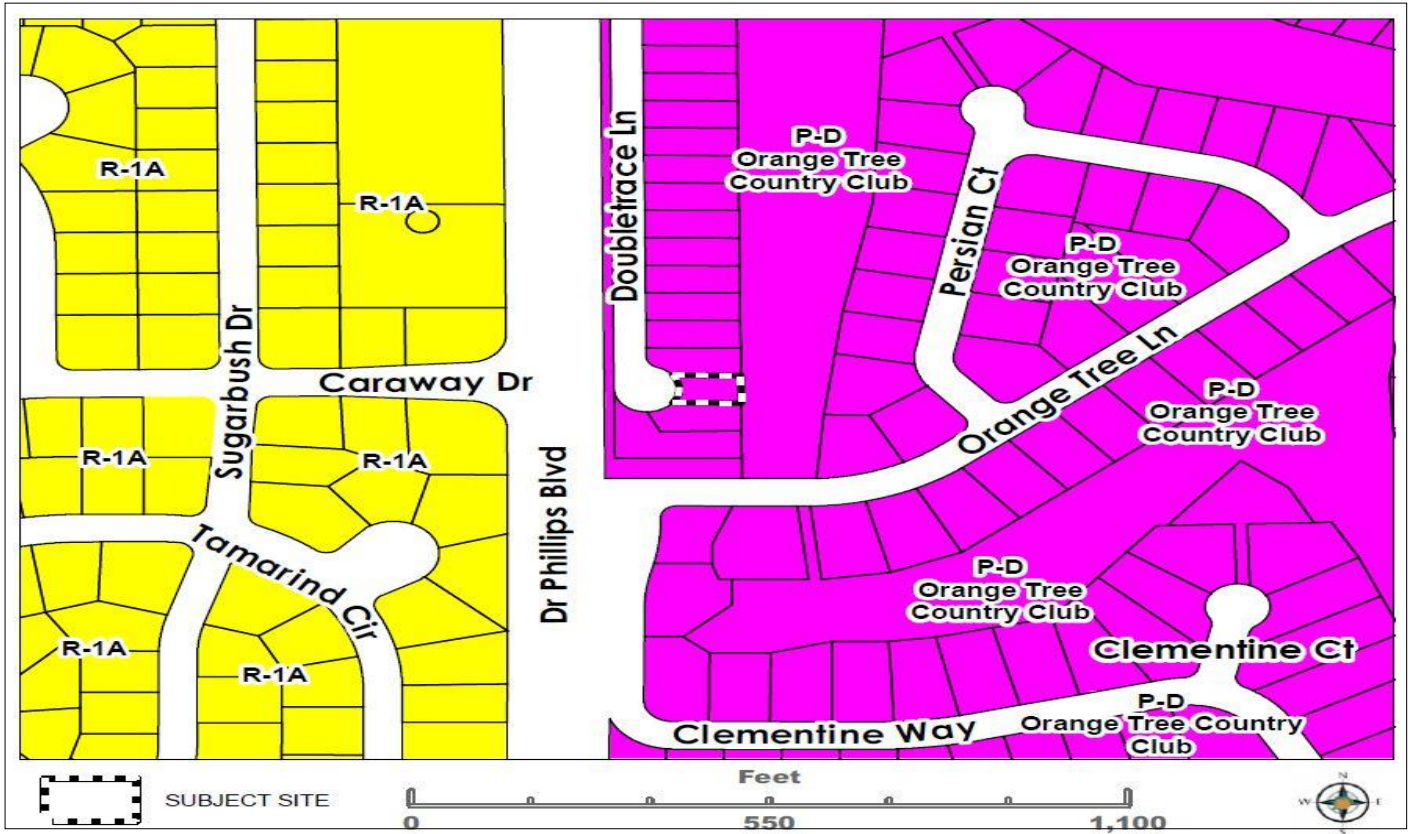 R-1A
R-1A
Doubletrace Ln
P-D
Orange Tree
Country Club
Persian Ct
P-D
Orange Tree
Country Club
Sugarbush Dr
Caraway Dr
Orange Tree Ln
P-D
Orange Tree
Country Club
R-1A
R-1A
Dr Phillips Blvd
Tamarind Cir
P-D
Orange Tree
Country Club
R-1A
R-1A
Clementine Ct
Clementine Way
P-D
Orange Tree Country
Club
SUBJECT SITE
Feet
0
550
1,100
N
W
E